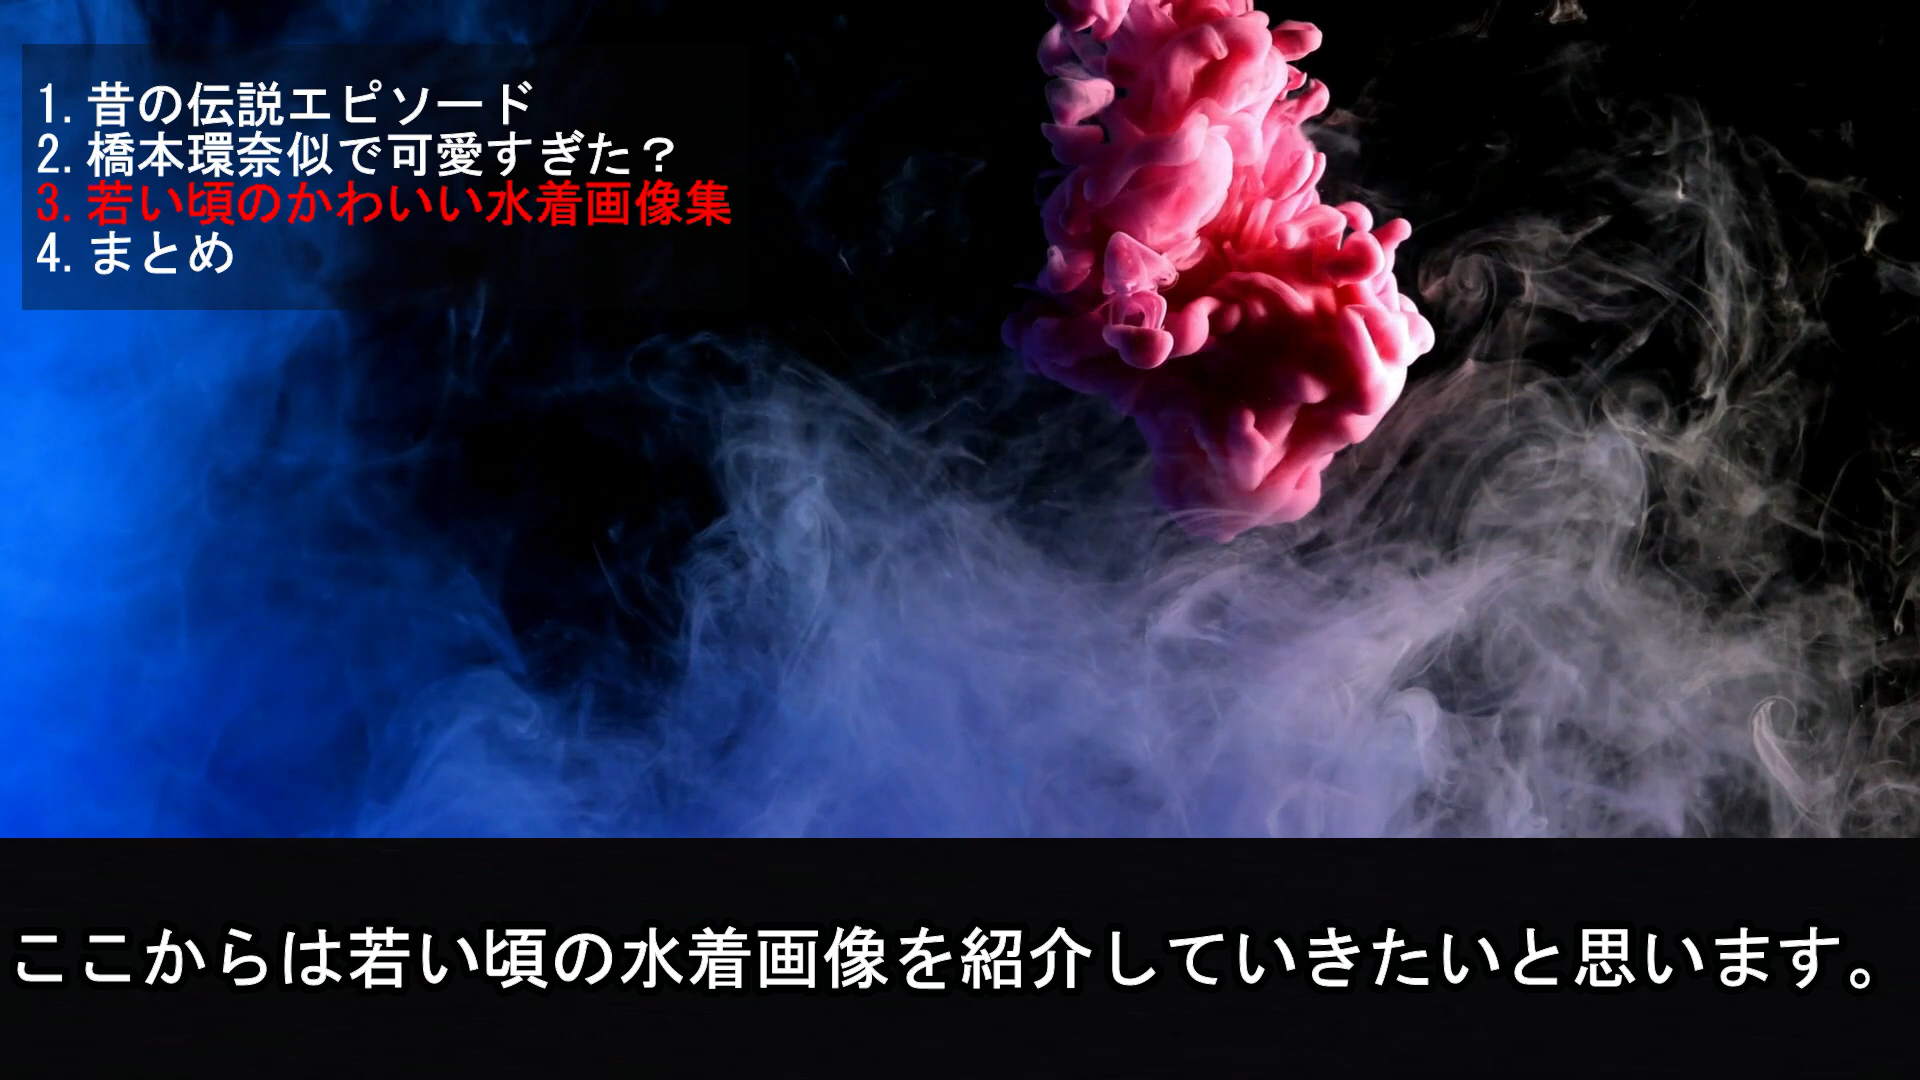 1.昔の伝説エピソード
2.橋本環奈似で可愛すぎた？
3.若い頃のかわいい水着画像集
4.まとめ
ここからは若い頃の水着画像を紹介していきたいと思います。